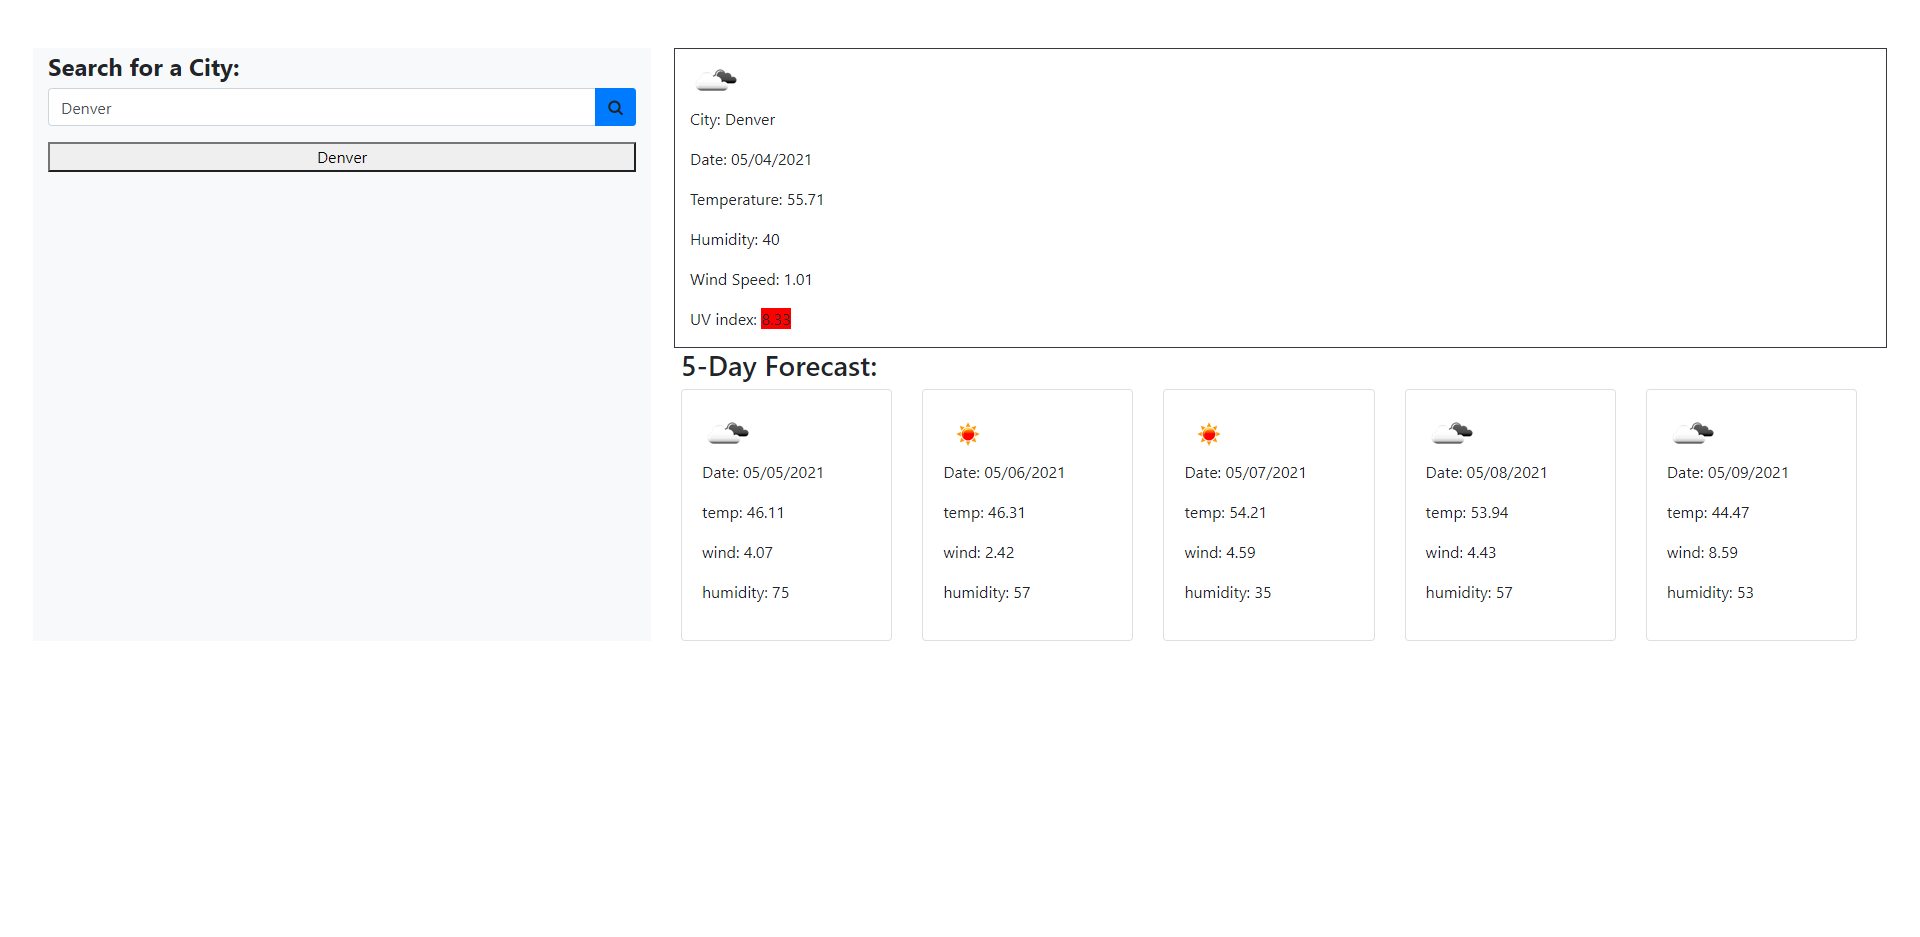 Search for a City:
Denver
Denver
City: Denver
Date: 05/04/2021
Temperature: 55.71
Humidity: 40
Wind Speed: 1.01
UV index: 8.33
5-Day Forecast:
Date: 05/05/2021
temp: 46.11
wind: 4.07
humidity: 75
Date: 05/06/2021
temp: 46.31
wind: 2.42
humidity: 57
Date: 05/07/2021
temp: 54.21
wind: 4.59
humidity: 35
Date: 05/08/2021
temp: 53.94
wind: 4.43
humidity: 57
Date: 05/09/2021
temp: 44.47
wind: 8.59
humidity: 53